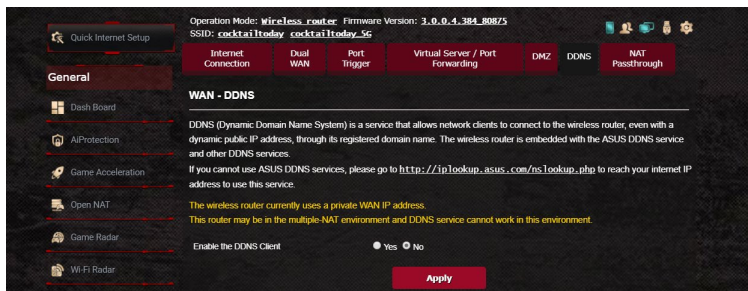 Quick Internet Setup
General
Dash Board
AiProtection
Game Acceleration
Open NAT
Game Radar
Wi-Fi Radar
Operation Mode: Wireless router Firmware Version: 3.0.0.4.384_80875
SSID: cocktailtoday cocktailtoday_5G
Internet Connection
Dual WAN
Port Trigger
Virtual Server / Port Forwarding
DMZ
DDNS
NAT Passthrough
WAN - DDNS
DDNS (Dynamic Domain Name System) is a service that allows network clients to connect to the wireless router, even with a
dynamic public IP address, through its registered domain name. The wireless router is embedded with the ASUS DDNS service
and other DDNS services.
If you cannot use ASUS DDNS services, please go to http://iplookup.asus.com/nslookup.php to reach your internet IP
address to use this service.
The wireless router currently uses a private WAN IP address.
This router may be in the multiple-NAT environment and DDNS service cannot work in this environment.
Enable the DDNS Client Yes No
Apply